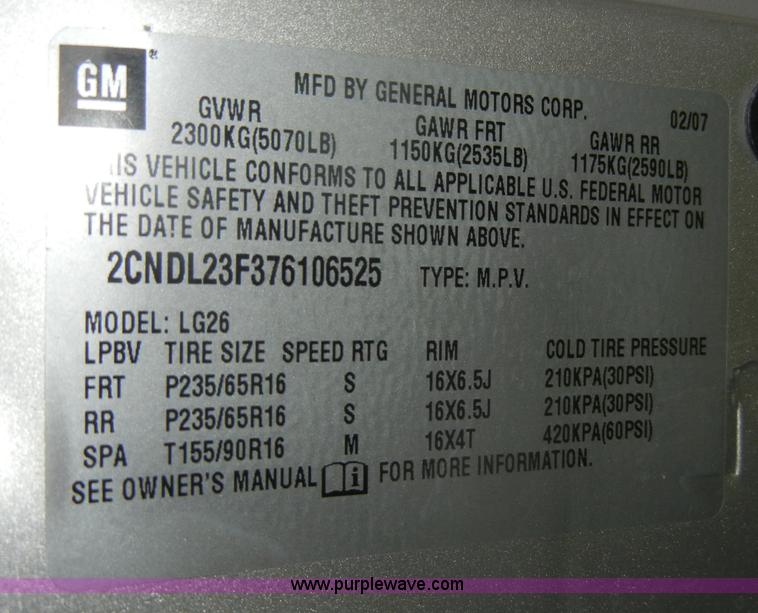 GM
MFD BY GENERAL MOTORS CORP.
02/07
GVWR GAWR FRT GAWR RR
2300KG(5070LB) 1150KG(2535LB) 1175KG(2590LB)
IS VEHICLE CONFORMS TO ALL APPLICABLE U.S. FEDERAL MOTOR
VEHICLE SAFETY AND THEFT PREVENTION STANDARDS IN EFFECT ON
THE DATE OF MANUFACTURE SHOWN ABOVE.
2CNDL23F376106525 TYPE: M.P.V.
MODEL: LG26
LPBV TIRE SIZE SPEED RTG RIM COLD TIRE PRESSURE
FRT P235/65R16 S 16X6.5J 210KPA(30PSI)
RR P235/65R16 S 16X6.5J 210KPA(30PSI)
SPA T155/90R16 M 16X4T 420KPA(60PSI)
SEE OWNER'S MANUAL i FOR MORE INFORMATION.
www.purplewave.com